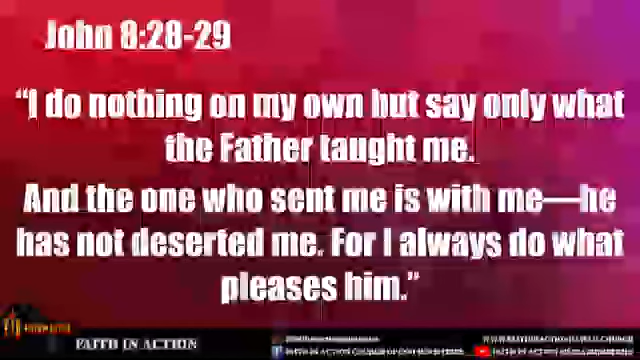 John 8:28-29
“I do nothing on my own but say only what
the Father taught me.
And the one who sent me is with me—he
has not deserted me. For I always do what
pleases him.”
FAITH IN ACTION